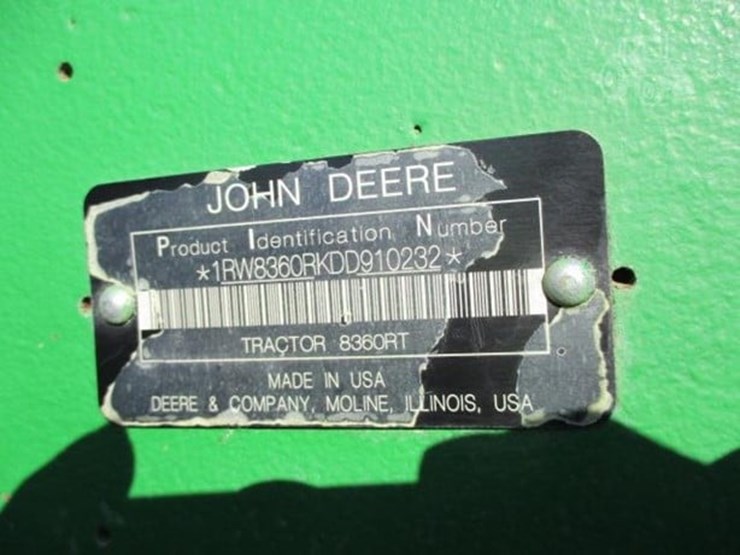 JOHN DEERE
Product Identification Number
*1RW8360RKDD910232*
TRACTOR 8360RT
MADE IN USA
DEERE & COMPANY, MOLINE, ILLINOIS, USA